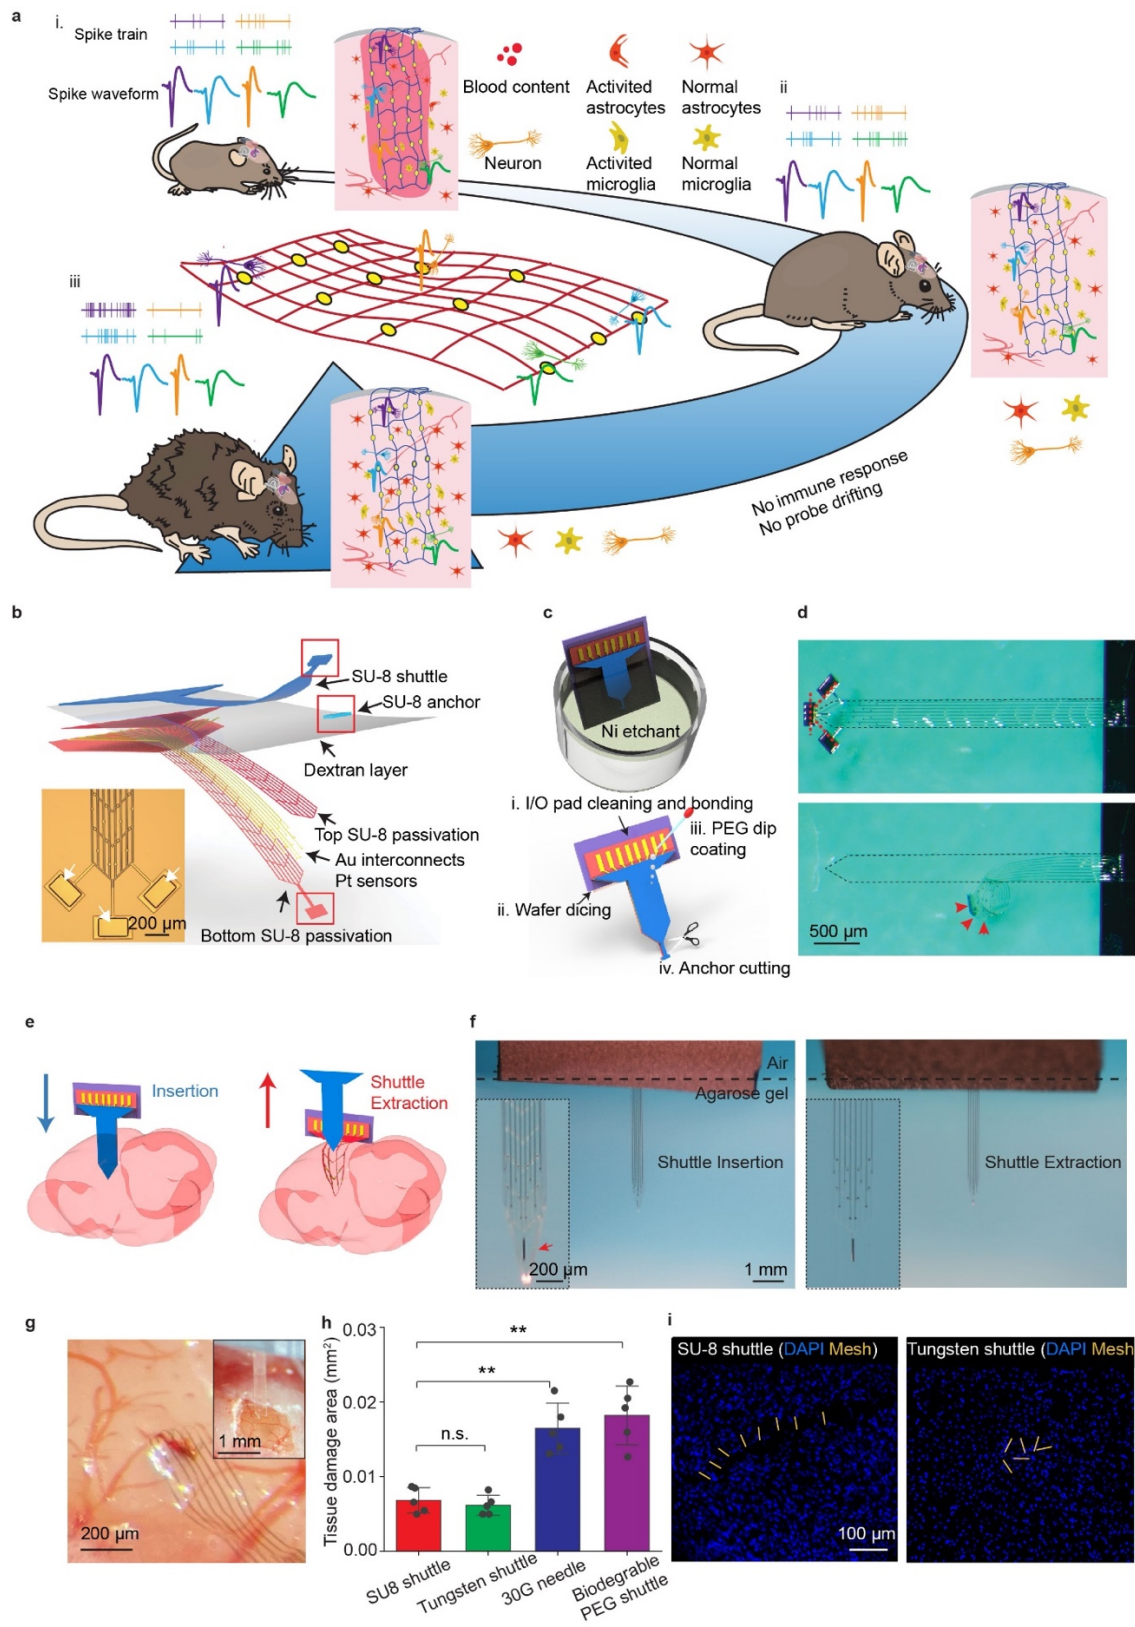 a
i.
Spike train
Spike waveform
Blood content
Activited
astrocytes
Normal
astrocytes
Neuron
Activited
microglia
Normal
microglia
ii
iii
No immune response
No probe drifting
b
SU-8 shuttle
SU-8 anchor
Dextran layer
Top SU-8 passivation
Au interconnects
Pt sensors
Bottom SU-8 passivation
200 µm
c
Ni etchant
i. I/O pad cleaning and bonding
iii. PEG dip
coating
ii. Wafer dicing
iv. Anchor cutting
d
500 µm
e
Insertion
Shuttle
Extraction
f
Air
Agarose gel
Shuttle Insertion
200 µm
1 mm
Shuttle Extraction
g
1 mm
200 µm
h
Tissue damage area (mm²)
0.03
0.02
0.01
0.00
**
**
n.s.
SU8 shuttle
Tungsten shuttle
30G needle
Biodegrable
PEG shuttle
i
SU-8 shuttle (DAPI Mesh)
100 µm
Tungsten shuttle (DAPI Mesh